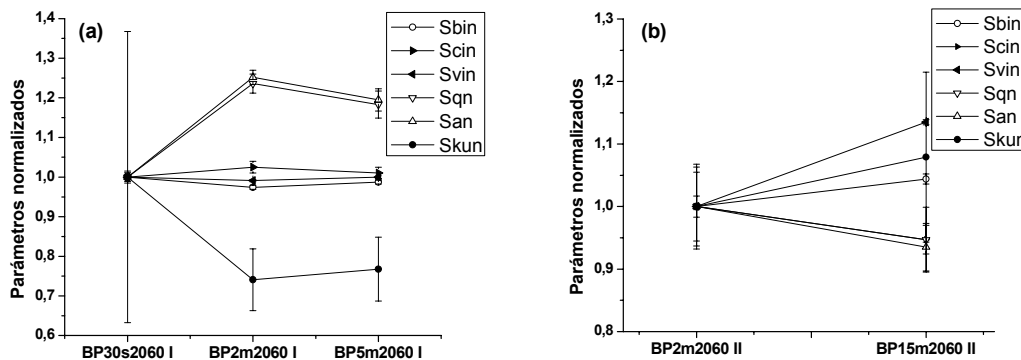 (a)
Sbin
Scin
Svin
Sqn
San
Skun
Parámetros normalizados
1,4
1,3
1,2
1,1
1,0
0,9
0,8
0,7
0,6
BP30s2060 I
BP2m2060 I
BP5m2060 I
(b)
Sbin
Scin
Svin
Sqn
San
Skun
Parámetros normalizados
1,3
1,2
1,1
1,0
0,9
0,8
BP2m2060 II
BP15m2060 II